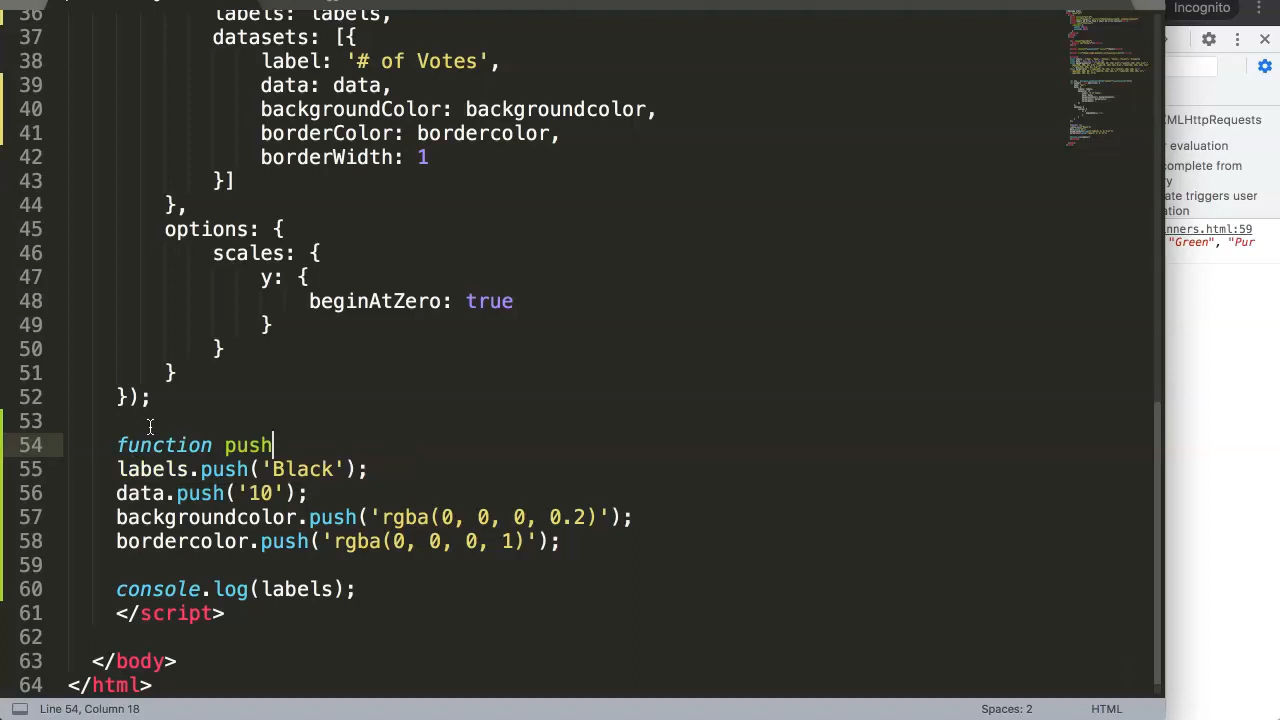 Incognito
36 labels: labels,
37 datasets: [{
38 label: '# of Votes',
39 data: data,
40 backgroundColor: backgroundcolor,
41 borderColor: bordercolor,
42 borderWidth: 1
43 }]
44 },
45 options: {
46 scales: {
47 y: {
48 beginAtZero: true
49 }
50 }
51 }
52 });
53
54 function push
55 labels.push('Black');
56 data.push('10');
57 backgroundcolor.push('rgba(0, 0, 0, 0.2)');
58 bordercolor.push('rgba(0, 0, 0, 1)');
59
60 console.log(labels);
61 </script>
62
63 </body>
64 </html>
XMLHttpRequests
r evaluation
complete from
ry
ate triggers user
ation
inners.html:59
"Green", "Pur
Line 54, Column 18
Spaces: 2
HTML